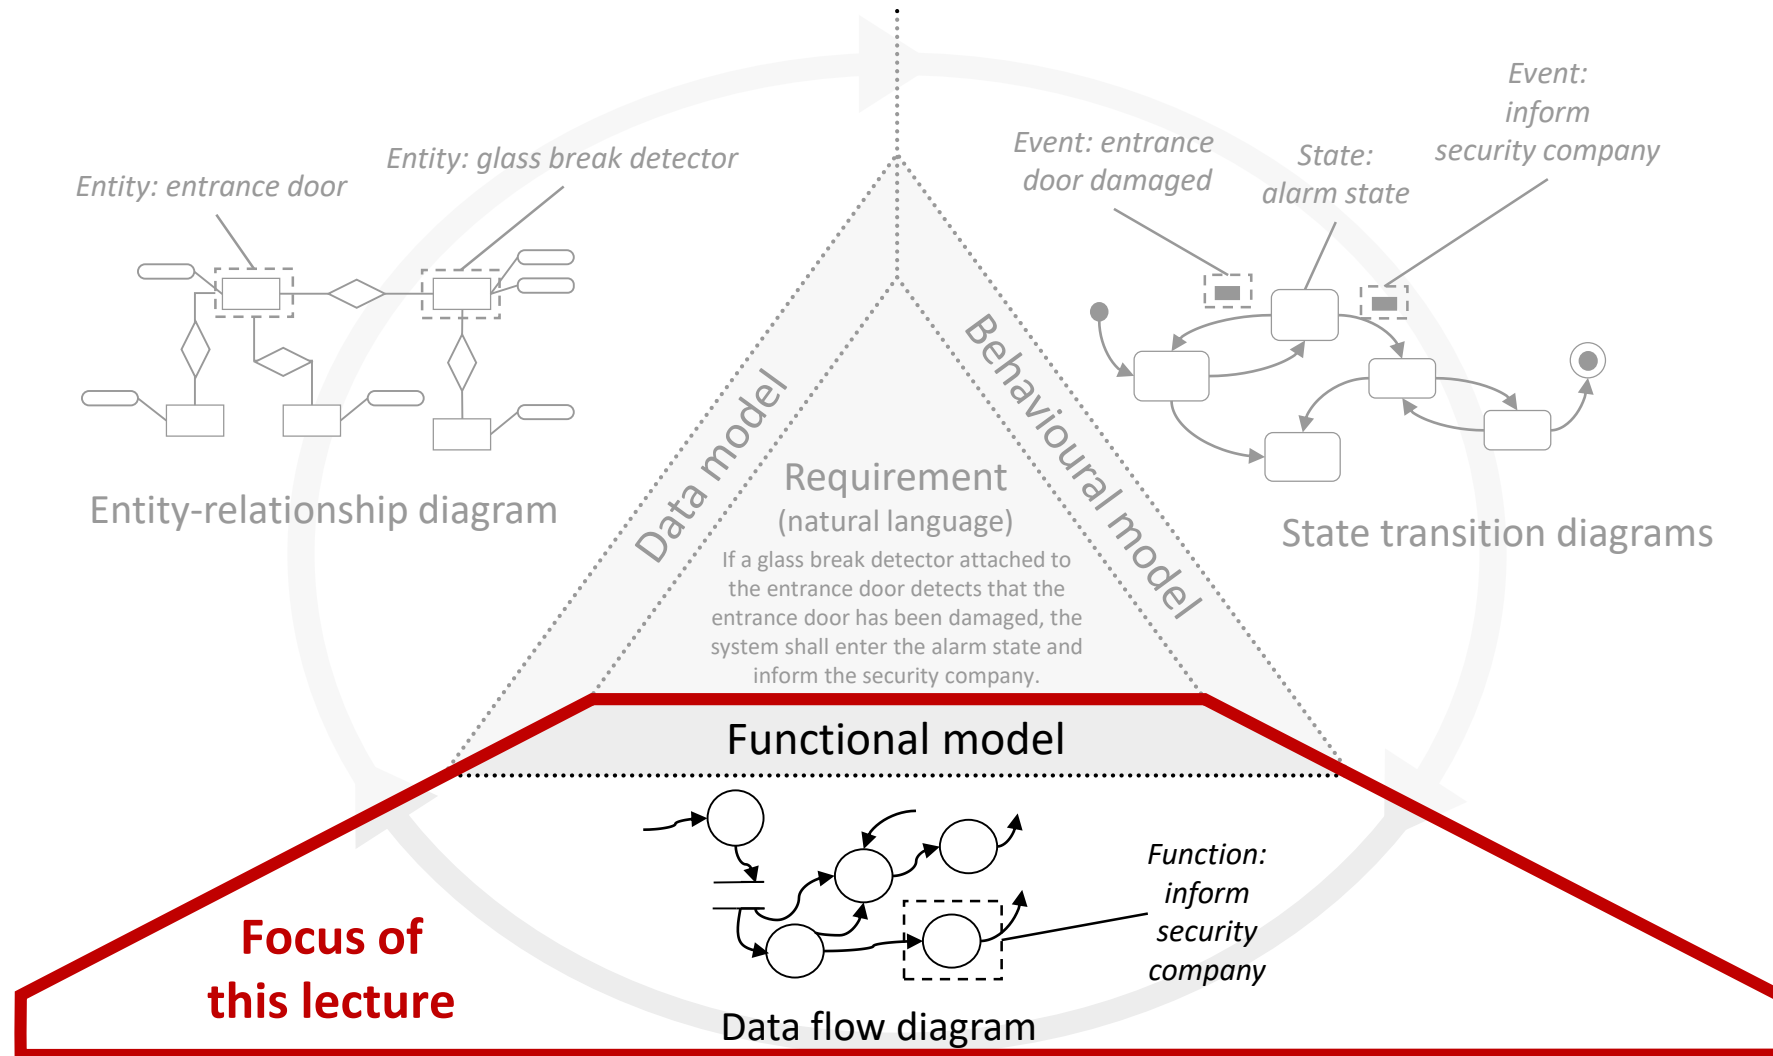 Entity: entrance door
Entity: glass break detector
Entity-relationship diagram
Event: entrance
door damaged
State:
alarm state
Event:
inform
security company
State transition diagrams
Data model
Behavioural model
Requirement
(natural language)
If a glass break detector attached to
the entrance door detects that the
entrance door has been damaged, the
system shall enter the alarm state and
inform the security company.
Functional model
Function:
inform
security
company
Focus of
this lecture
Data flow diagram